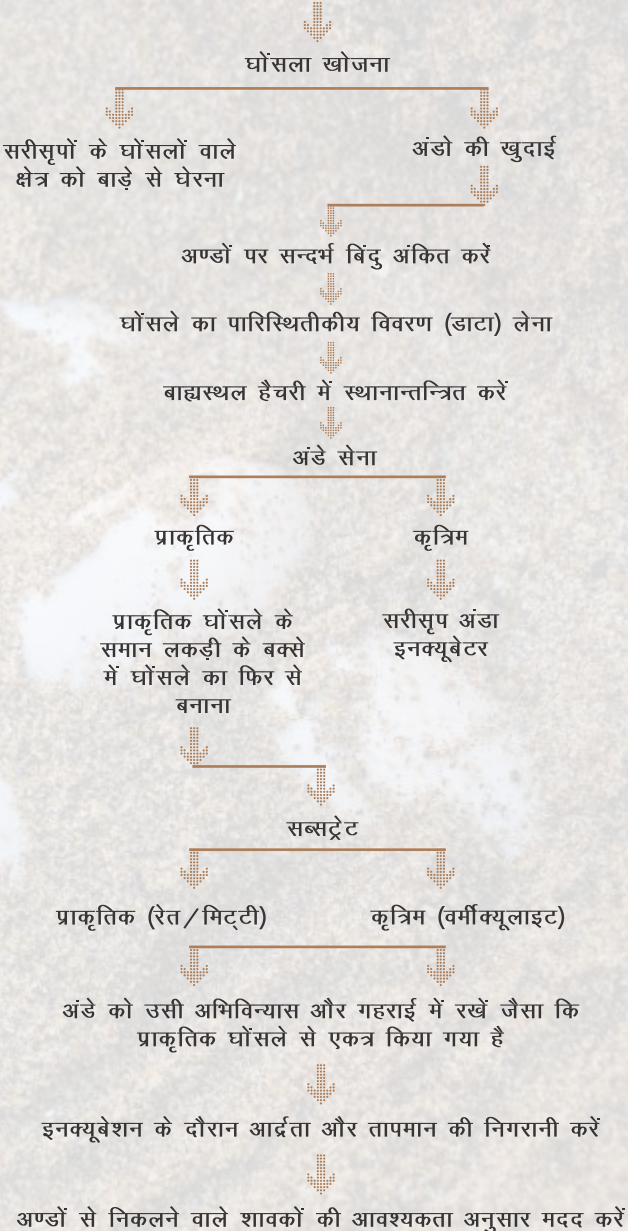 घोंसला खोजना
सरीसृपों के घोंसलों वाले
क्षेत्र को बाड़े से घेरना
अंडो की खुदाई
अण्डों पर सन्दर्भ बिंदु अंकित करें
घोंसले का पारिस्थितीकीय विवरण (डाटा) लेना
बाह्यस्थल हैचरी में स्थानान्तन्त्रित करें
अंडे सेना
प्राकृतिक
कृत्रिम
प्राकृतिक घोंसले के
समान लकड़ी के बक्से
में घोंसले का फिर से
बनाना
सरीसृप अंडा
इनक्यूबेटर
सब्सट्रेट
प्राकृतिक (रेत/मिट्टी)
कृत्रिम (वर्मीक्यूलाइट)
अंडे को उसी अभिविन्यास और गहराई में रखें जैसा कि
प्राकृतिक घोंसले से एकत्र किया गया है
इनक्यूबेशन के दौरान आर्द्रता और तापमान की निगरानी करें
अण्डों से निकलने वाले शावकों की आवश्यकता अनुसार मदद करें